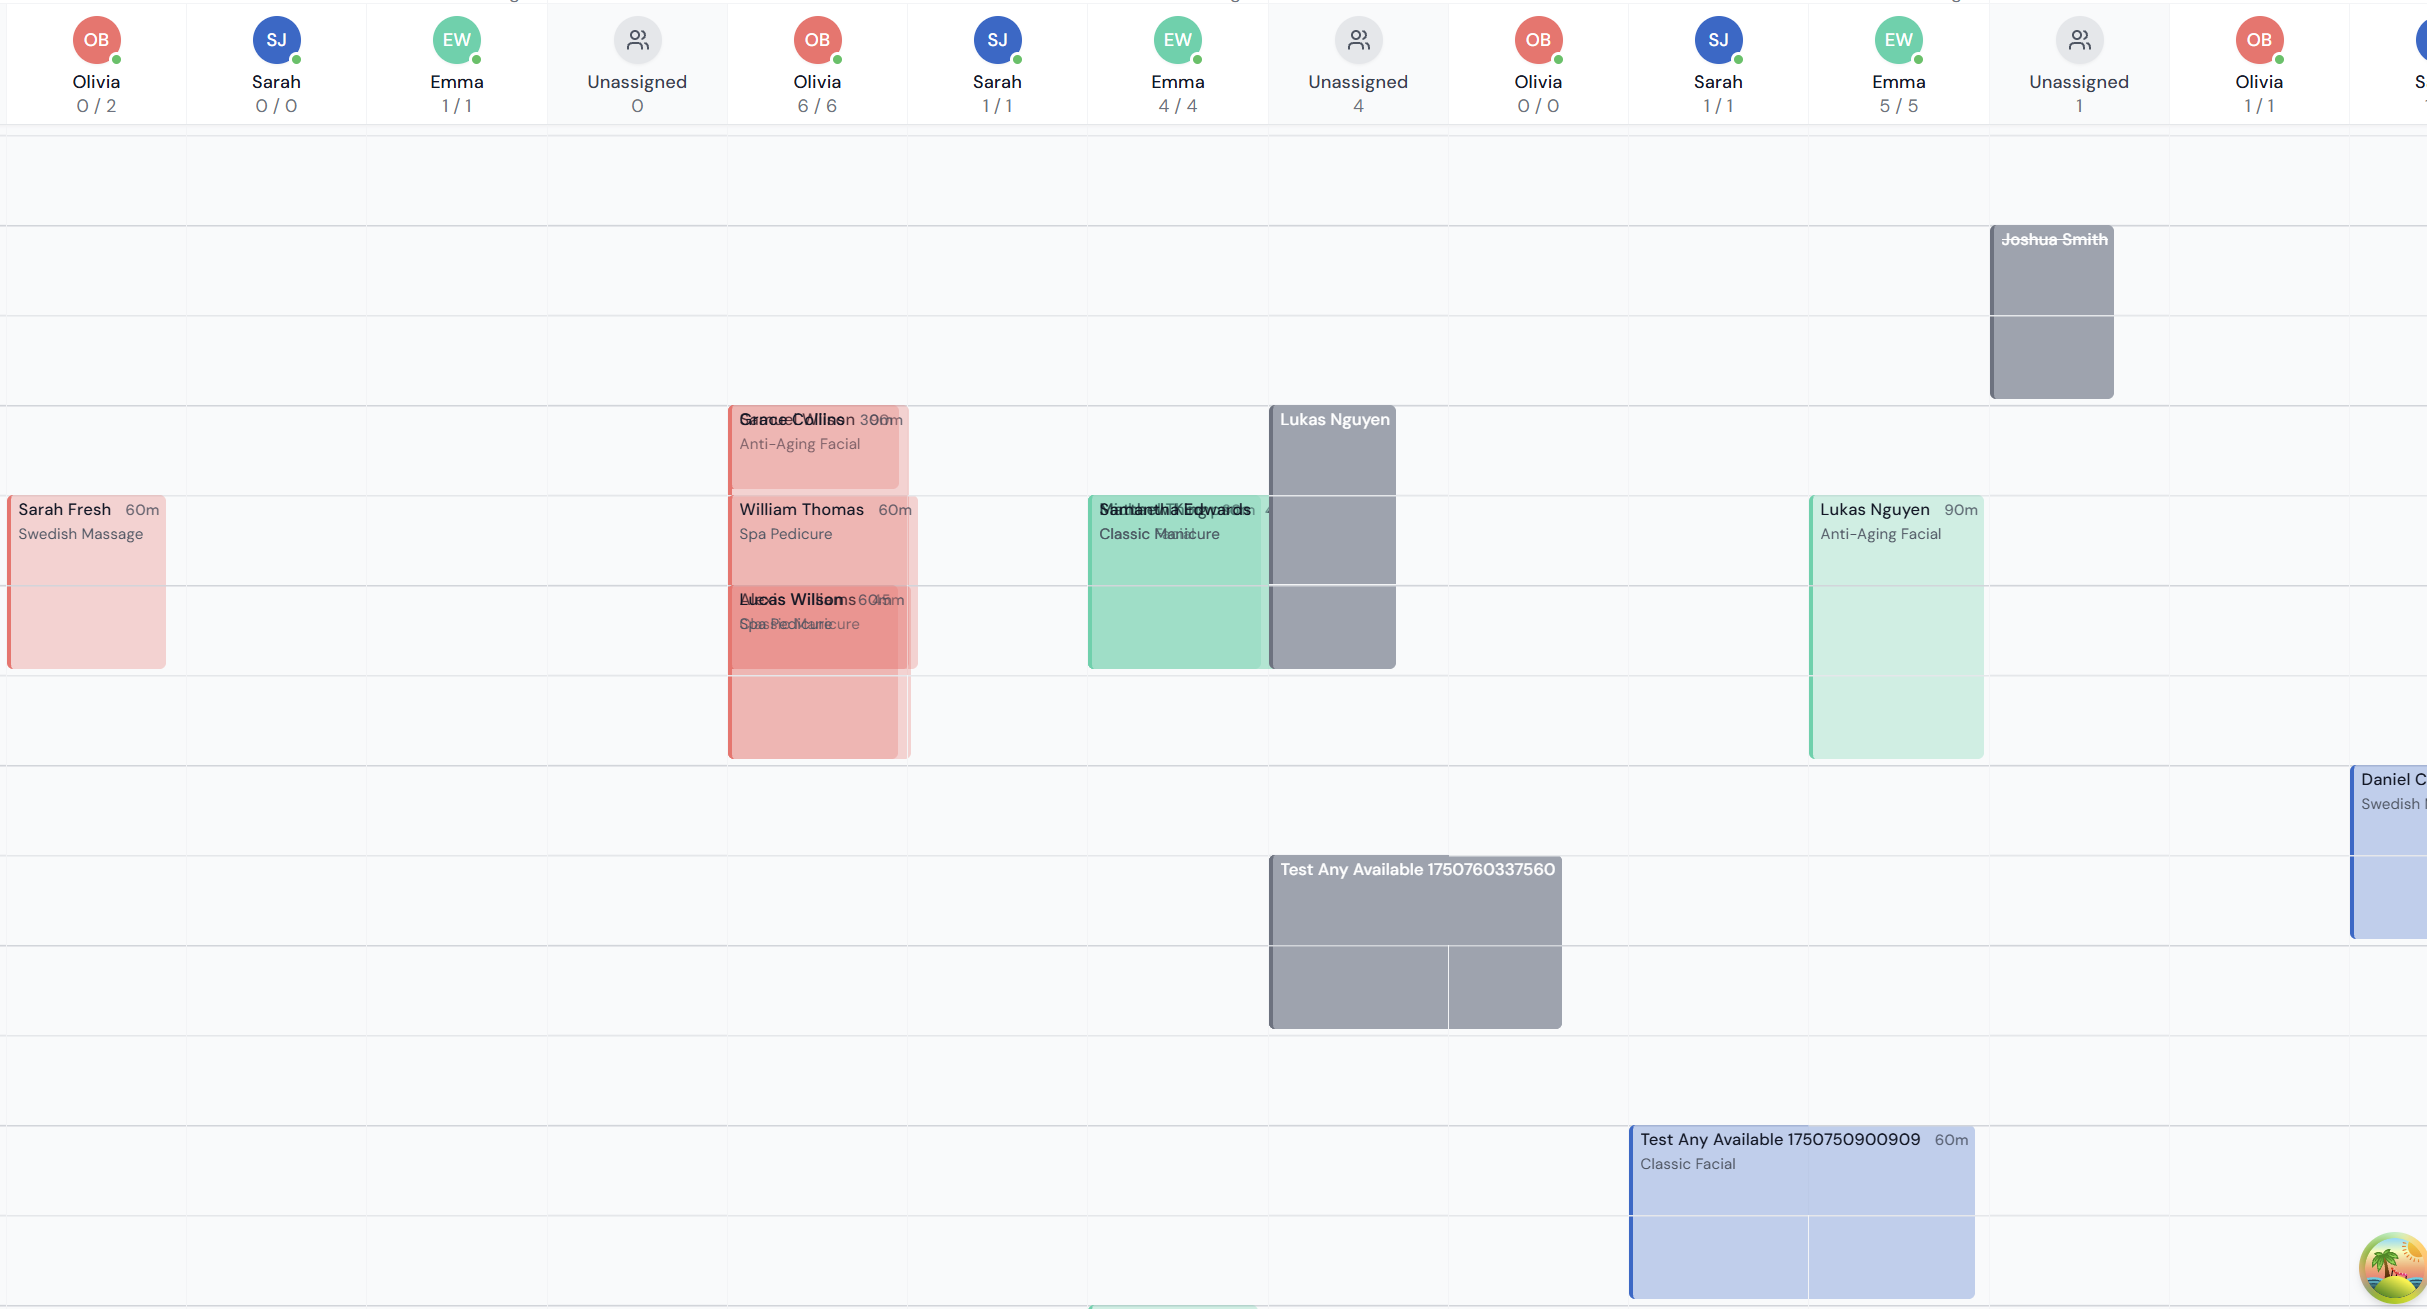 OB SJ EW OB SJ EW OB SJ EW OB
Olivia Sarah Emma Unassigned Olivia Sarah Emma Unassigned Olivia Sarah Emma Unassigned Olivia
0 / 2 0 / 0 1 / 1 0 6 / 6 1 / 1 4 / 4 4 0 / 0 1 / 1 5 / 5 1 1 / 1
Joshua Smith
Grace Collins
Anti-Aging Facial
Lukas Nguyen
Sarah Fresh 60m
Swedish Massage
William Thomas 60m
Spa Pedicure
Samantha Edwards
Classic Manicure
Lukas Nguyen 90m
Anti-Aging Facial
Lucas Williams 60m
Spa Pedicure
Daniel C
Swedish
Test Any Available 1750760337560
Test Any Available 1750750900909 60m
Classic Facial